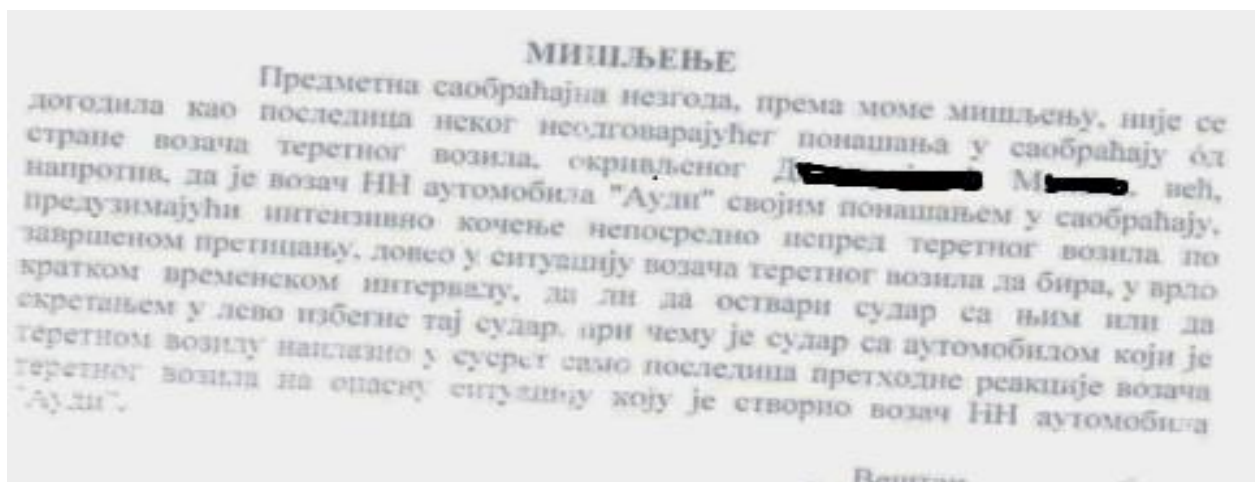 МИШЉЕЊЕ
Предметна саобраћајна незгода, према моме мишљењу, није се
догодила као последица неког неодговарајућег понашања у саобраћају од
стране возача теретног возила, окривљеног Д М , већ,
напротив, да је возач НН аутомобила "Ауди" својим понашањем у саобраћају,
предузимајући интензивно кочење непосредно испред теретног возила по
завршеном претицању, довео у ситуацију возача теретног возила да бира, у врло
кратком временском интервалу, да ли да оствари судар са њим или да
скретањем у лево избегне тај судар, при чему је судар са аутомобилом који је
теретном возилу наилазио у сусрет само последица претходне реакције возача
теретног возила на опасну ситуацију коју је створио возач НН аутомобила
"Ауди".
Вештак